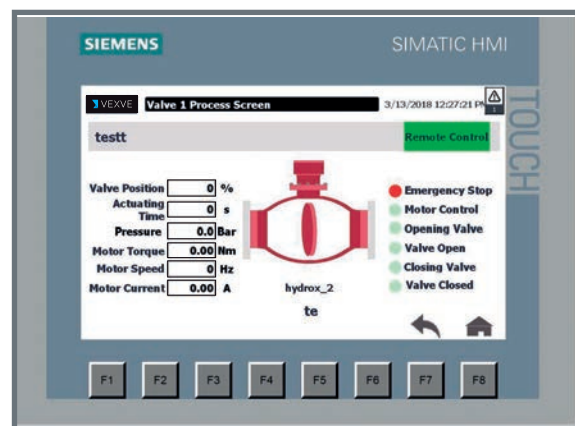 SIEMENS
SIMATIC HMI
TOUCH
VEXVE
Valve 1 Process Screen
3/13/2018 12:27:21 P
1
testt
Remote Control
Valve Position 0 %
Actuating Time 0 s
Pressure 0.0 Bar
Motor Torque 0.00 Nm
Motor Speed 0 Hz
Motor Current 0.00 A
hydrox_2
te
Emergency Stop
Motor Control
Opening Valve
Valve Open
Closing Valve
Valve Closed
F1 F2 F3 F4 F5 F6 F7 F8